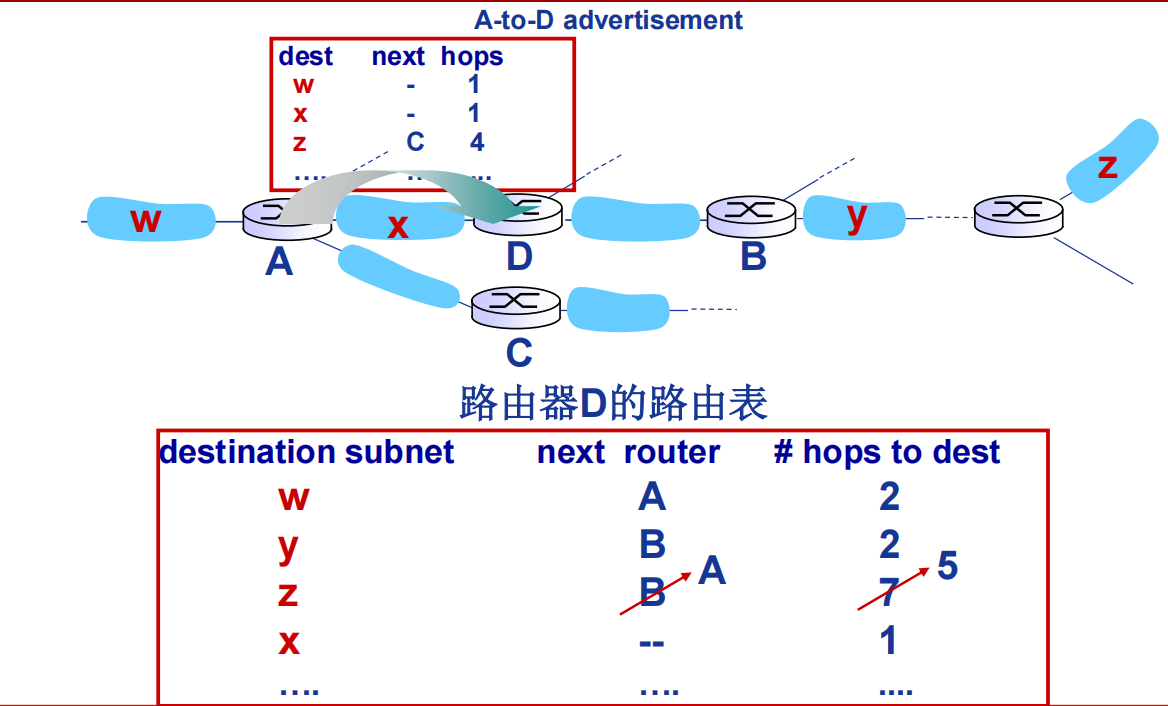 A-to-D advertisement
dest next hops
w - 1
x - 1
z C 4
…. … ...
w
x
y
z
A
D
B
C
路由器D的路由表
destination subnet next router # hops to dest
w A 2
y B 2
z B A 7 5
x -- 1
…. …. ....